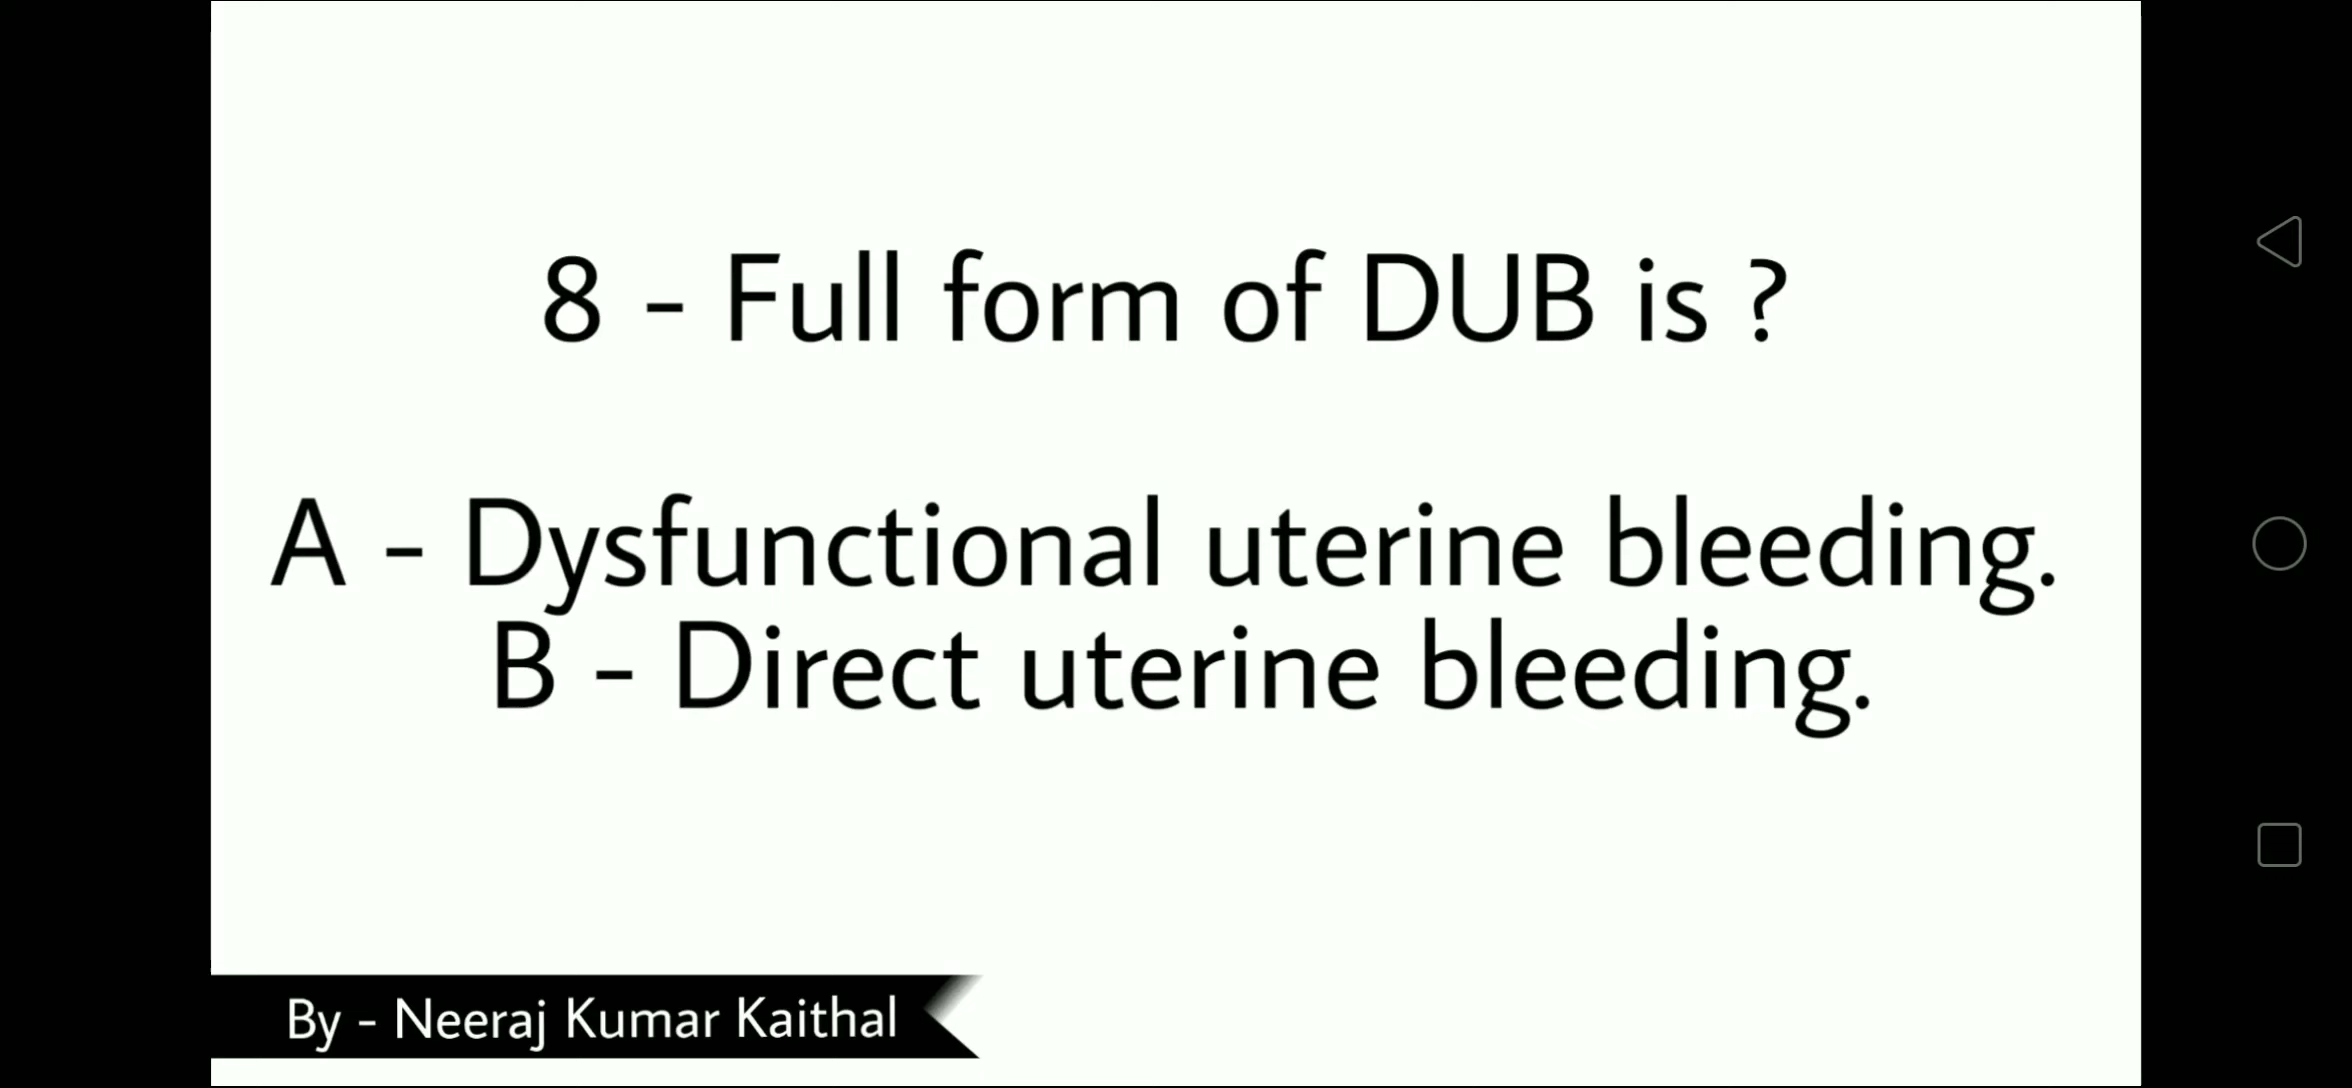 8 - Full form of DUB is ?
A - Dysfunctional uterine bleeding.
B - Direct uterine bleeding.
By - Neeraj Kumar Kaithal